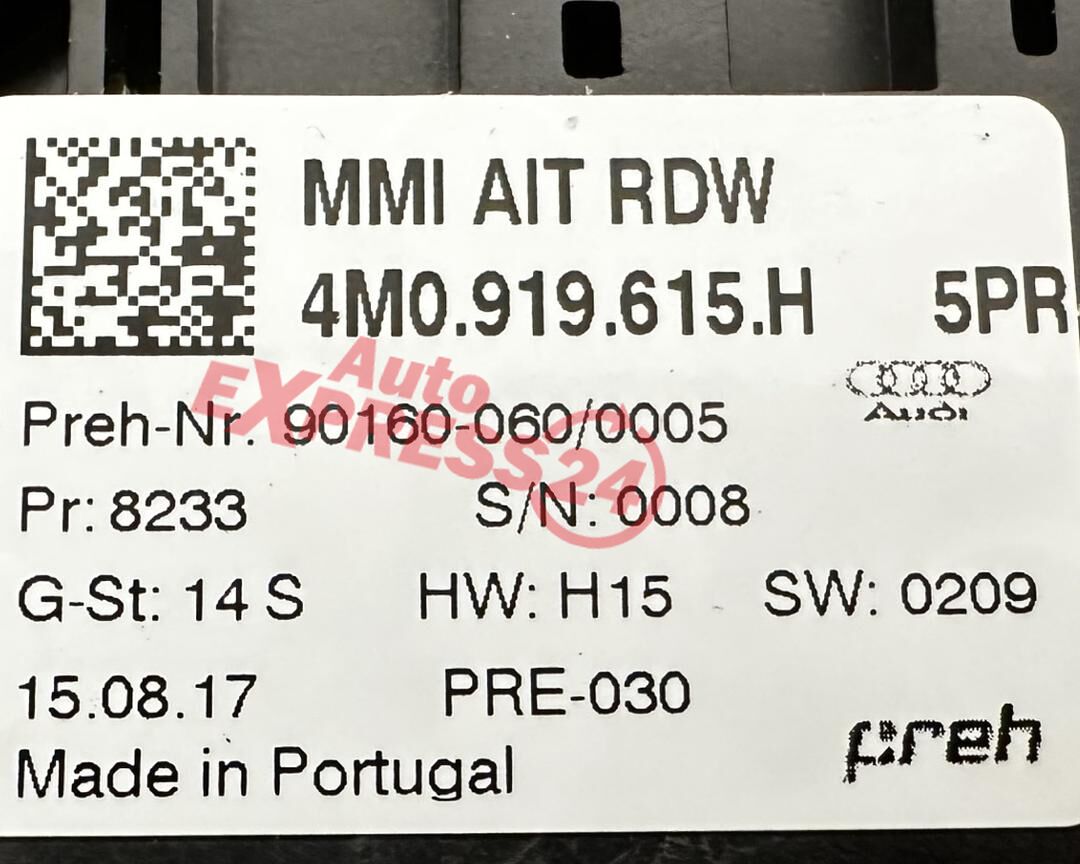 MMI AIT RDW
4M0.919.615.H 5PR
Audi
Auto
EXPRESS24
Preh-Nr. 90160-060/0005
Pr: 8233 S/N: 0008
G-St: 14 S HW: H15 SW: 0209
15.08.17 PRE-030
preh
Made in Portugal